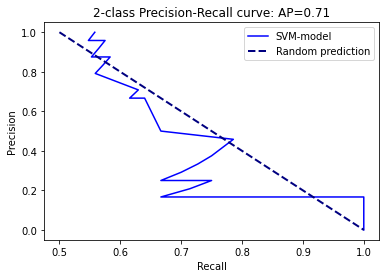 2-class Precision-Recall curve: AP=0.71
SVM-model
Random prediction
Precision
1.0
0.8
0.6
0.4
0.2
0.0
0.5 0.6 0.7 0.8 0.9 1.0
Recall